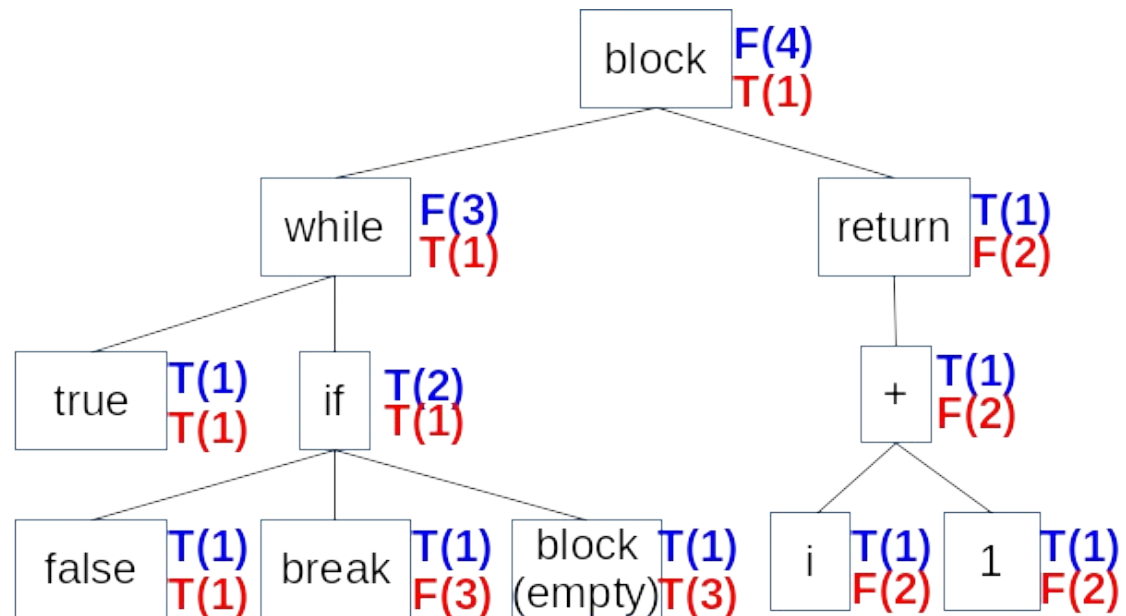 block F(4)
T(1)
while F(3)
T(1)
return T(1)
F(2)
true T(1)
T(1)
if T(2)
T(1)
+ T(1)
F(2)
false T(1)
T(1)
break T(1)
F(3)
block T(1)
(empty) T(3)
i T(1)
F(2)
1 T(1)
F(2)